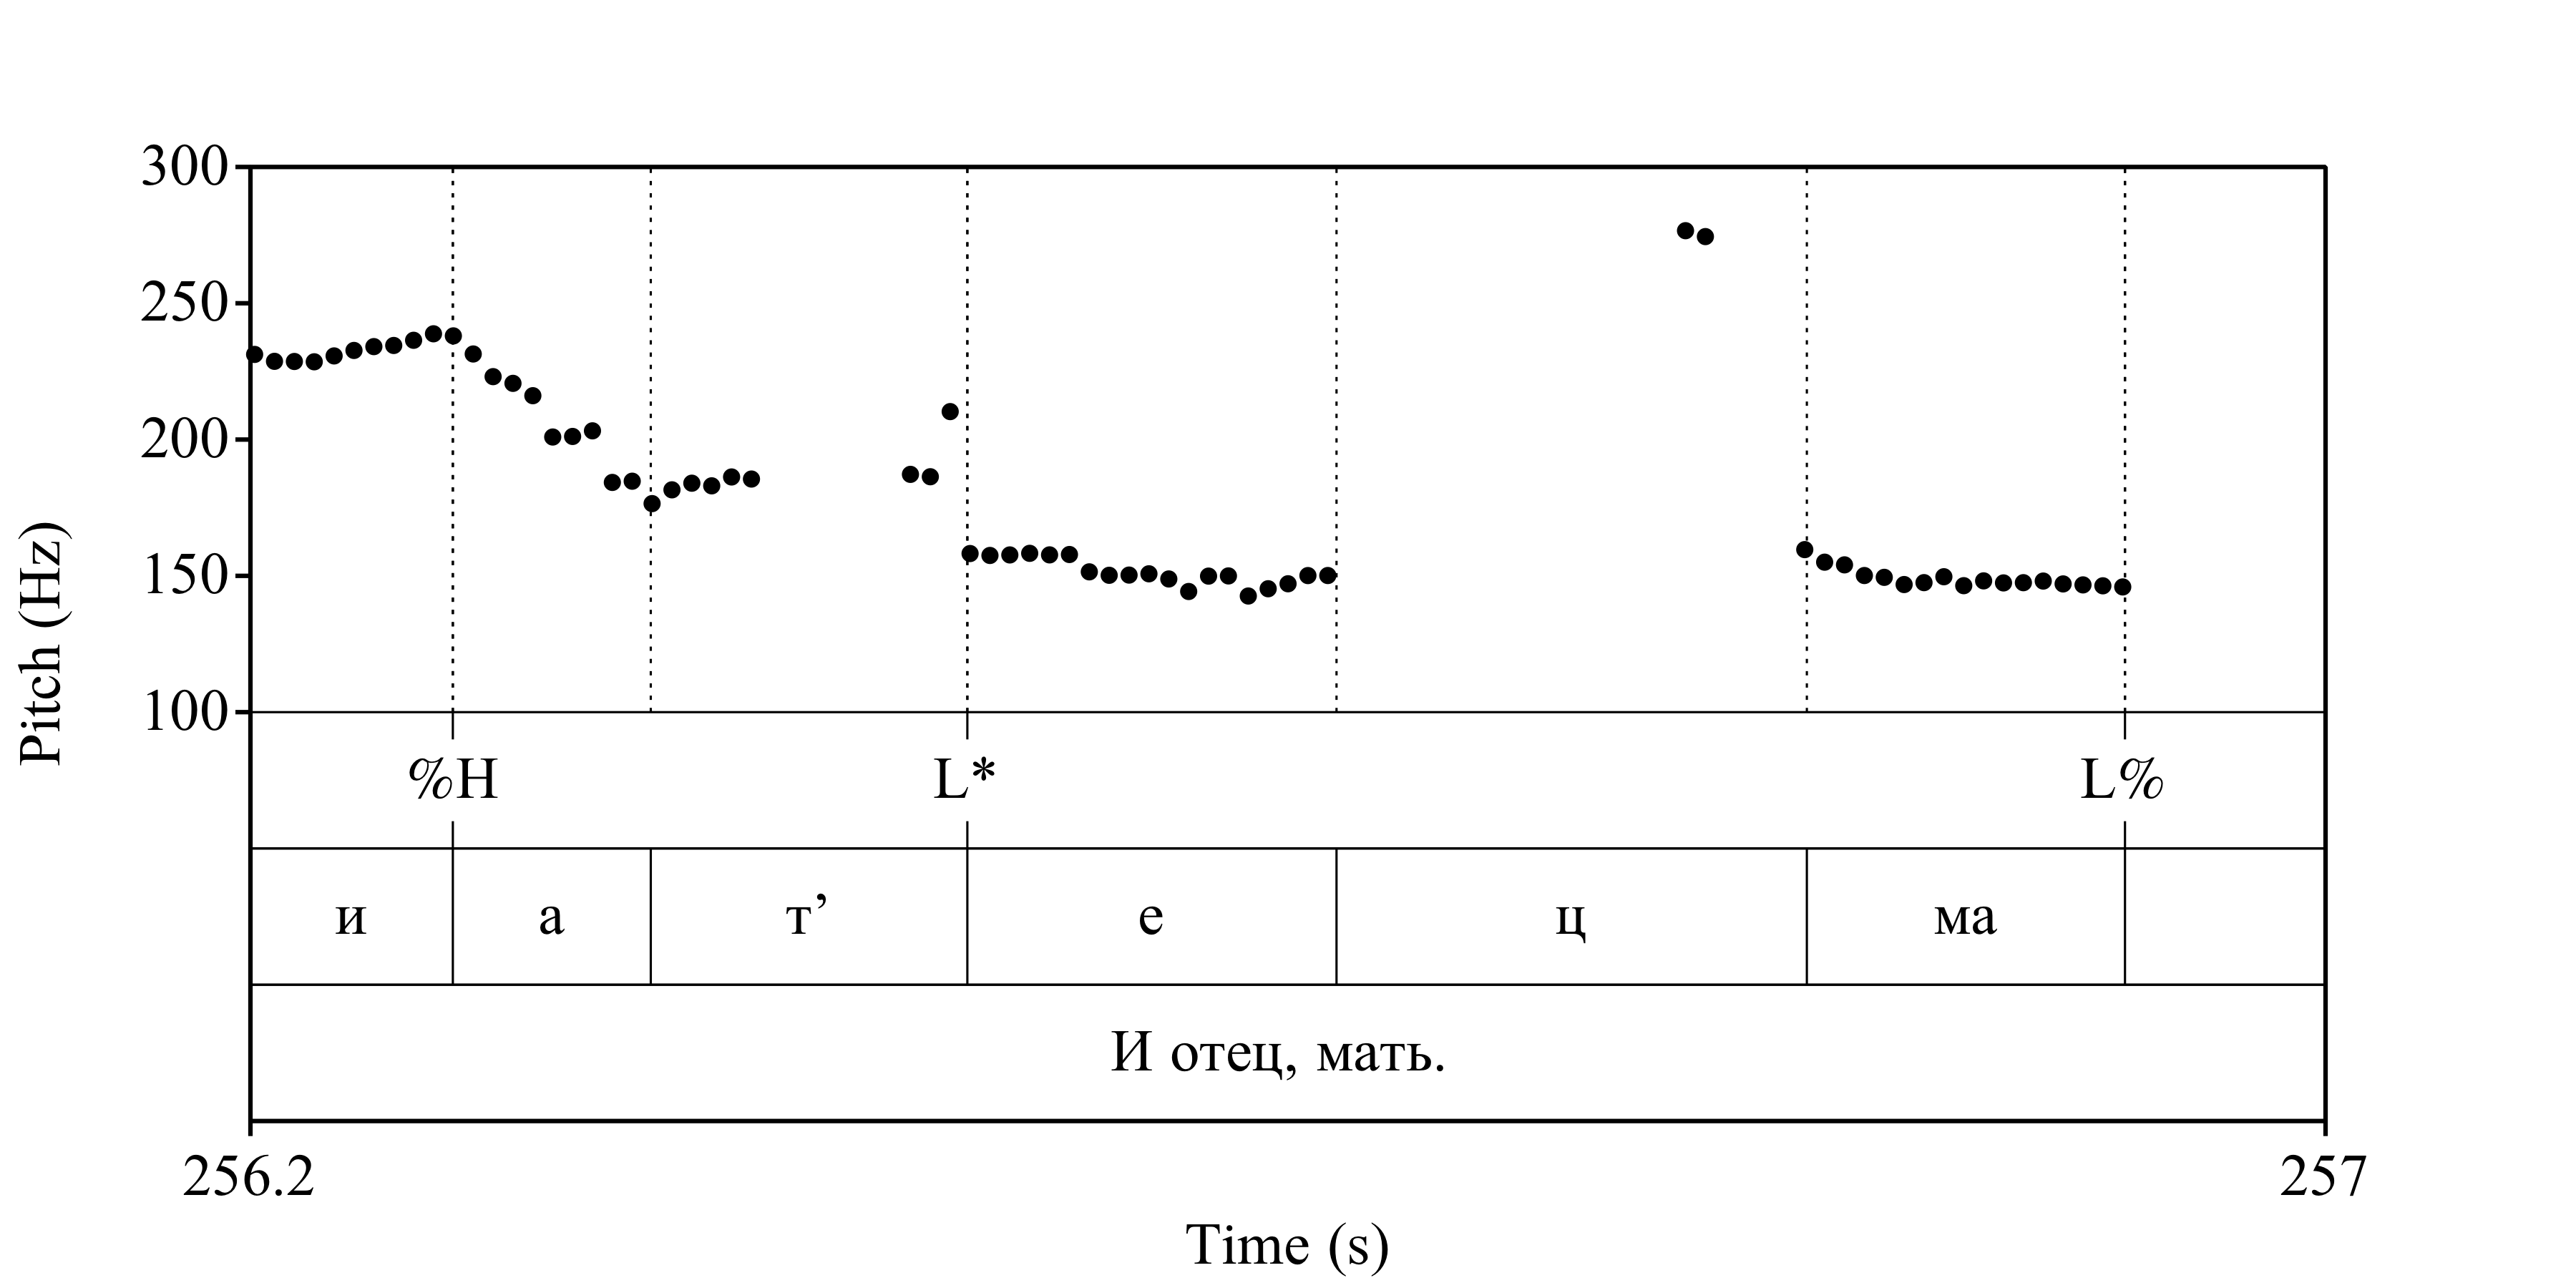 300
250
200
150
100
Pitch (Hz)
%H L* L%
и а т’ е ц ма
И отец, мать.
256.2 257
Time (s)